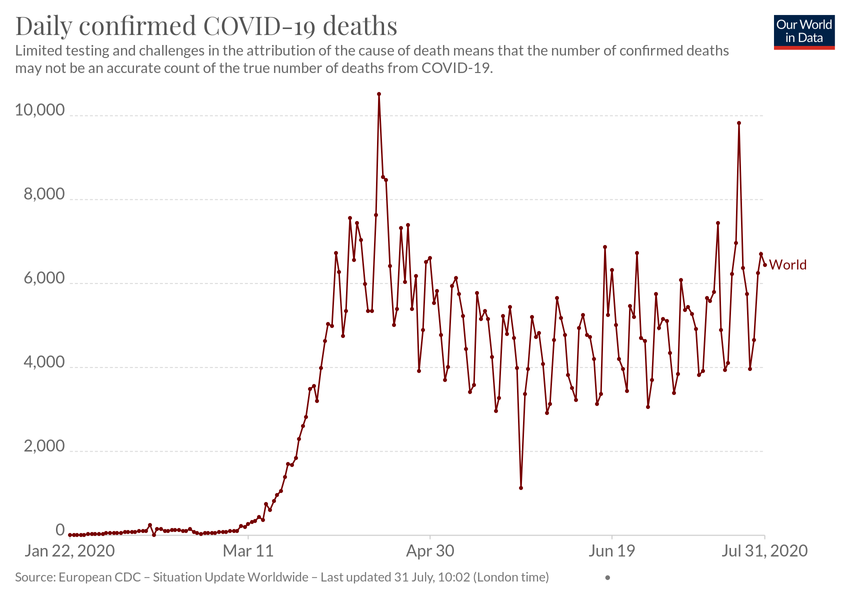 Daily confirmed COVID-19 deaths
Our World
in Data
Limited testing and challenges in the attribution of the cause of death means that the number of confirmed deaths
may not be an accurate count of the true number of deaths from COVID-19.
10,000
8,000
6,000
4,000
2,000
0
World
Jan 22, 2020
Mar 11
Apr 30
Jun 19
Jul 31, 2020
Source: European CDC – Situation Update Worldwide – Last updated 31 July, 10:02 (London time)
•